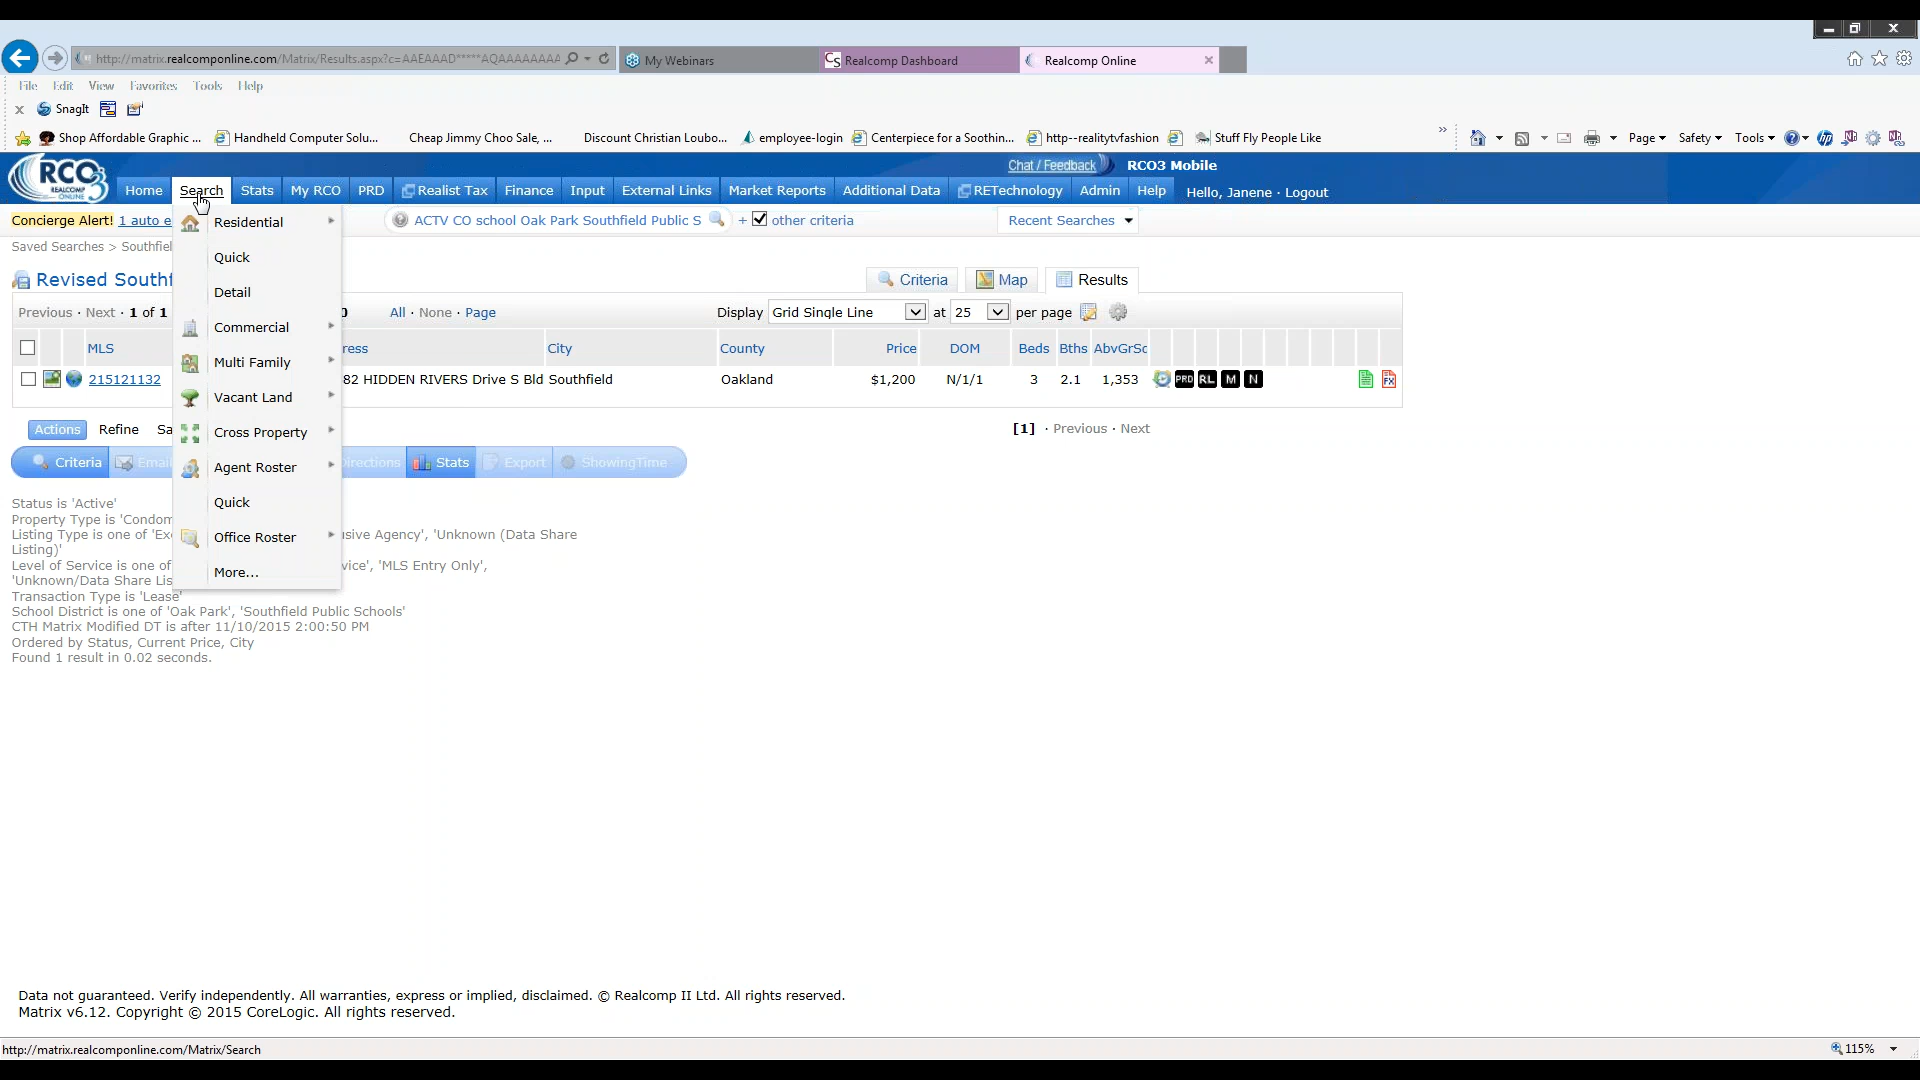 http://matrix.realcomponline.com/Matrix/Results.aspx?c=AAEAAAD*****AQAAAAAAAA
My Webinars
Realcomp Dashboard
Realcomp Online
File Edit View Favorites Tools Help
x SnagIt
Shop Affordable Graphic ... Handheld Computer Solu... Cheap Jimmy Choo Sale, ... Discount Christian Loubo... employee-login Centerpiece for a Soothin... http--realitytvfashion Stuff Fly People Like » Page Safety Tools
Chat / Feedback RCO3 Mobile
RCO3 REALCOMP ONLINE
Home Search Stats My RCO PRD Realist Tax Finance Input External Links Market Reports Additional Data RETechnology Admin Help Hello, Janene · Logout
Concierge Alert! 1 auto e
ACTV CO school Oak Park Southfield Public S + other criteria Recent Searches
Saved Searches > Southfiel
Revised Southf
Criteria Map Results
Previous · Next · 1 of 1 0 All · None · Page Display Grid Single Line at 25 per page
MLS ress City County Price DOM Beds Bths AbvGrSc
215121132 82 HIDDEN RIVERS Drive S Bld Southfield Oakland $1,200 N/1/1 3 2.1 1,353 PRD RL M N
Actions Refine Sa [1] · Previous · Next
Criteria Email Directions Stats Export ShowingTime
Residential
Quick
Detail
Commercial
Multi Family
Vacant Land
Cross Property
Agent Roster
Quick
Office Roster
More...
Status is 'Active'
Property Type is 'Condom
Listing Type is one of 'Ex usive Agency', 'Unknown (Data Share
Listing)'
Level of Service is one of vice', 'MLS Entry Only',
'Unknown/Data Share Lis
Transaction Type is 'Lease'
School District is one of 'Oak Park', 'Southfield Public Schools'
CTH Matrix Modified DT is after 11/10/2015 2:00:50 PM
Ordered by Status, Current Price, City
Found 1 result in 0.02 seconds.
Data not guaranteed. Verify independently. All warranties, express or implied, disclaimed. © Realcomp II Ltd. All rights reserved.
Matrix v6.12. Copyright © 2015 CoreLogic. All rights reserved.
http://matrix.realcomponline.com/Matrix/Search
115%